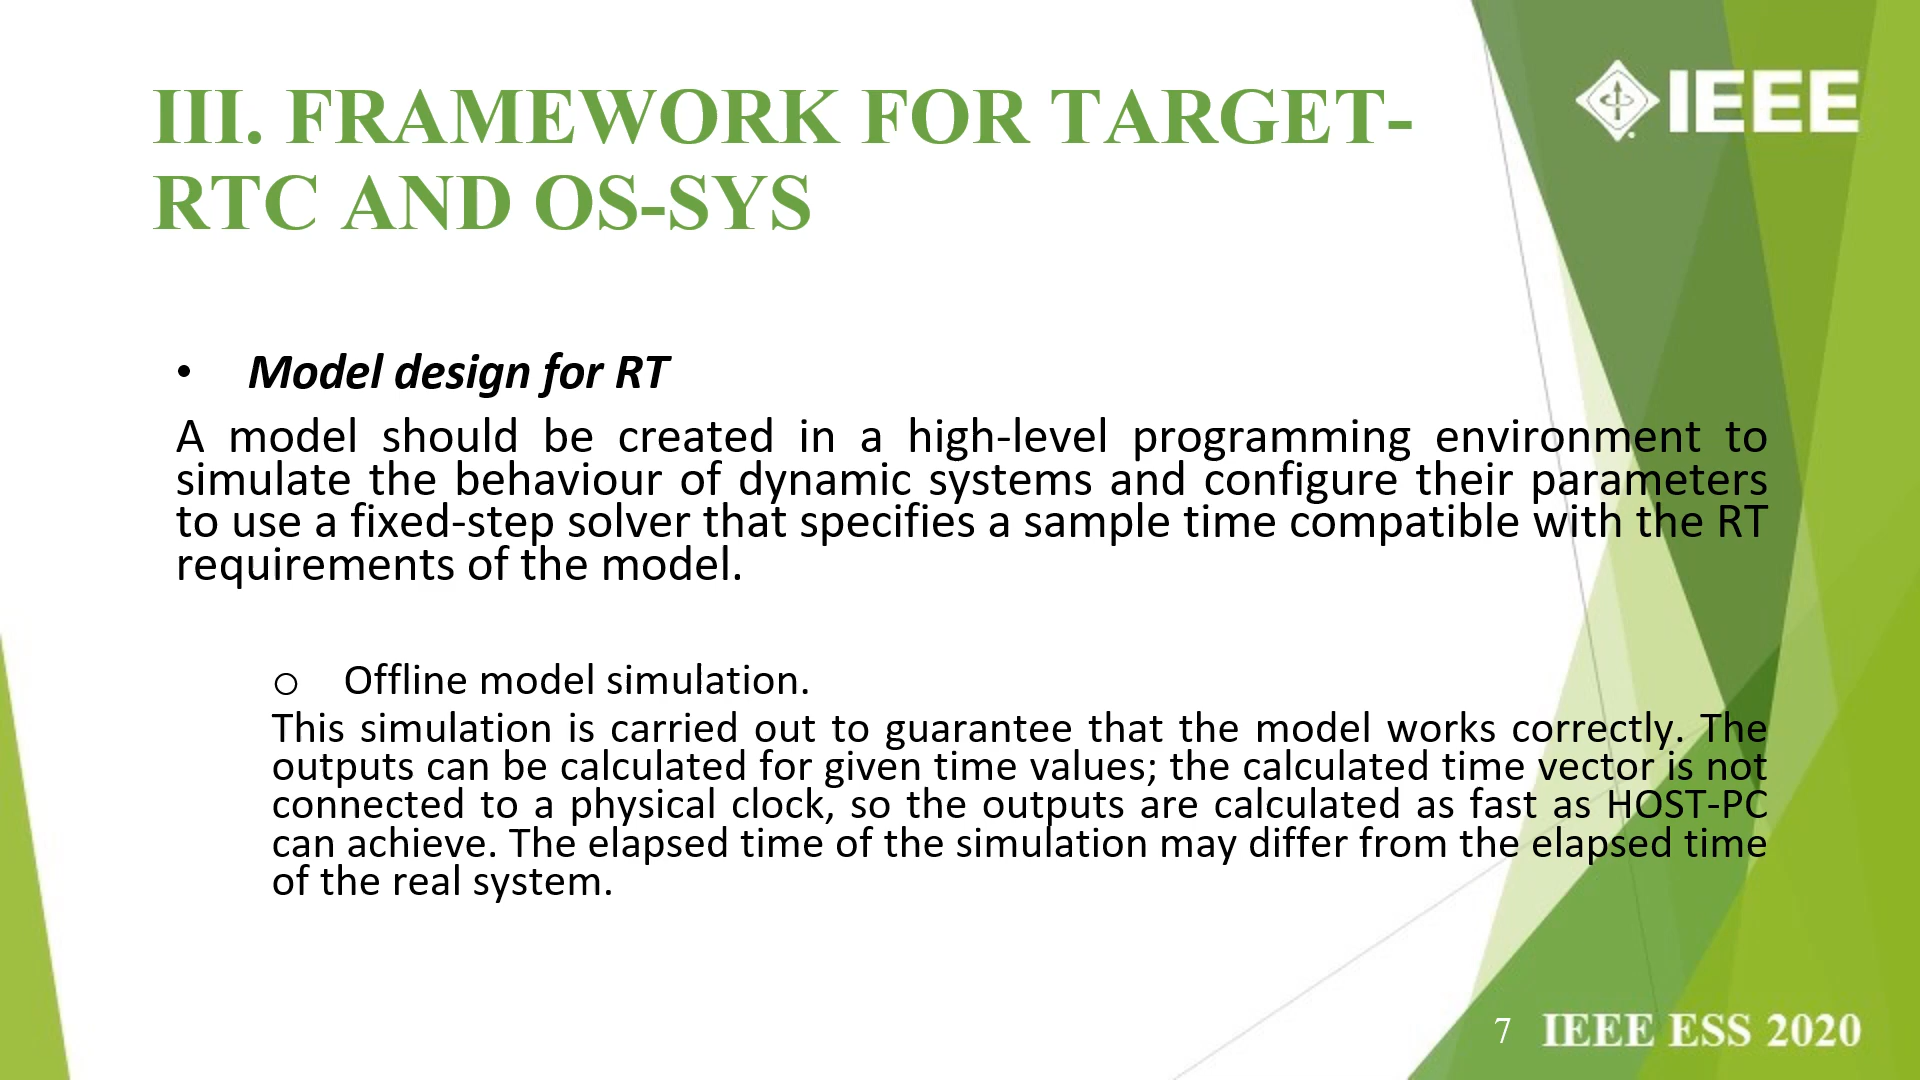 III. FRAMEWORK FOR TARGET-
RTC AND OS-SYS
IEEE
• Model design for RT
A model should be created in a high-level programming environment to
simulate the behaviour of dynamic systems and configure their parameters
to use a fixed-step solver that specifies a sample time compatible with the RT
requirements of the model.
o Offline model simulation.
This simulation is carried out to guarantee that the model works correctly. The
outputs can be calculated for given time values; the calculated time vector is not
connected to a physical clock, so the outputs are calculated as fast as HOST-PC
can achieve. The elapsed time of the simulation may differ from the elapsed time
of the real system.
7 IEEE ESS 2020